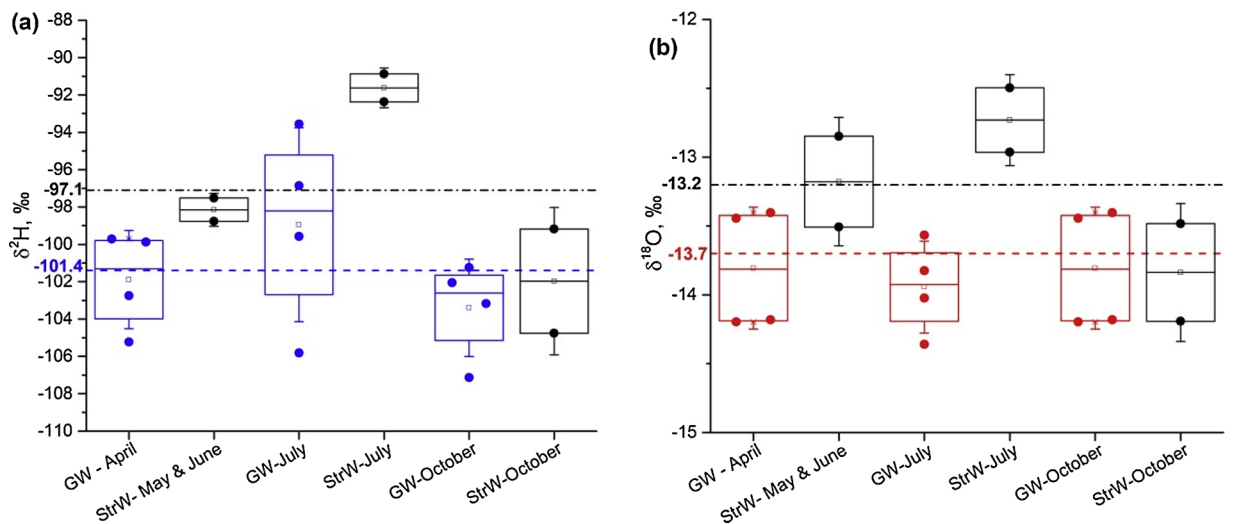 (a)
δ²H, ‰
-88
-90
-92
-94
-96
-97.1
-98
-100
-101.4
-102
-104
-106
-108
-110
GW - April
StrW- May & June
GW-July
StrW-July
GW-October
StrW-October
(b)
δ¹⁸O, ‰
-12
-13
-13.2
-13.7
-14
-15
GW - April
StrW- May & June
GW-July
StrW-July
GW-October
StrW-October